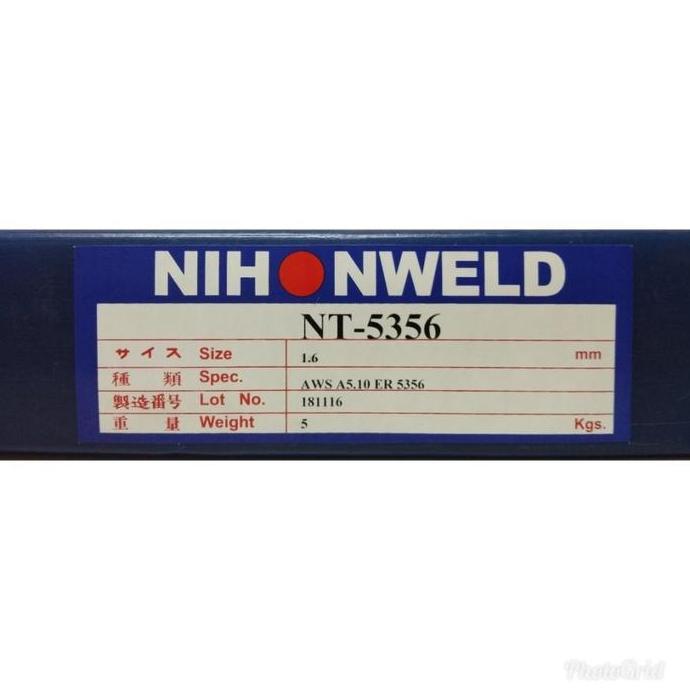 NIHONWELD
NT-5356
サイス Size 1.6 mm
種類 Spec. AWS A5.10 ER 5356
製造番号 Lot No. 181116
重量 Weight 5 Kgs.
PhotoGrid